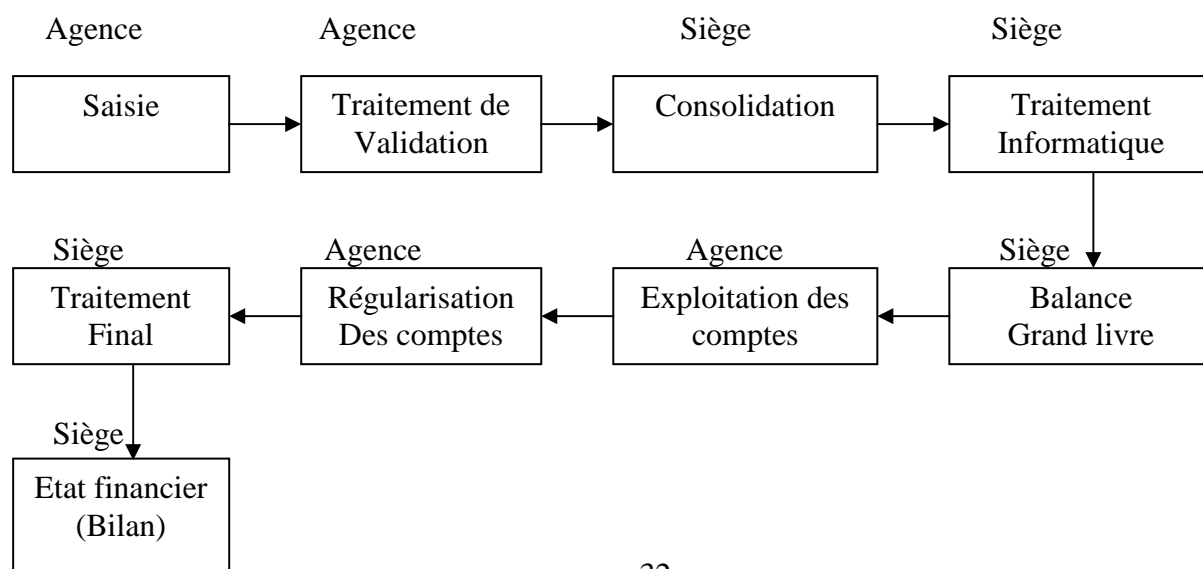 Agence Agence Siège Siège
Saisie
Traitement de
Validation
Consolidation
Traitement
Informatique
Siège Agence Agence Siège
Traitement
Final
Régularisation
Des comptes
Exploitation des
comptes
Balance
Grand livre
Siège
Etat financier
(Bilan)
32